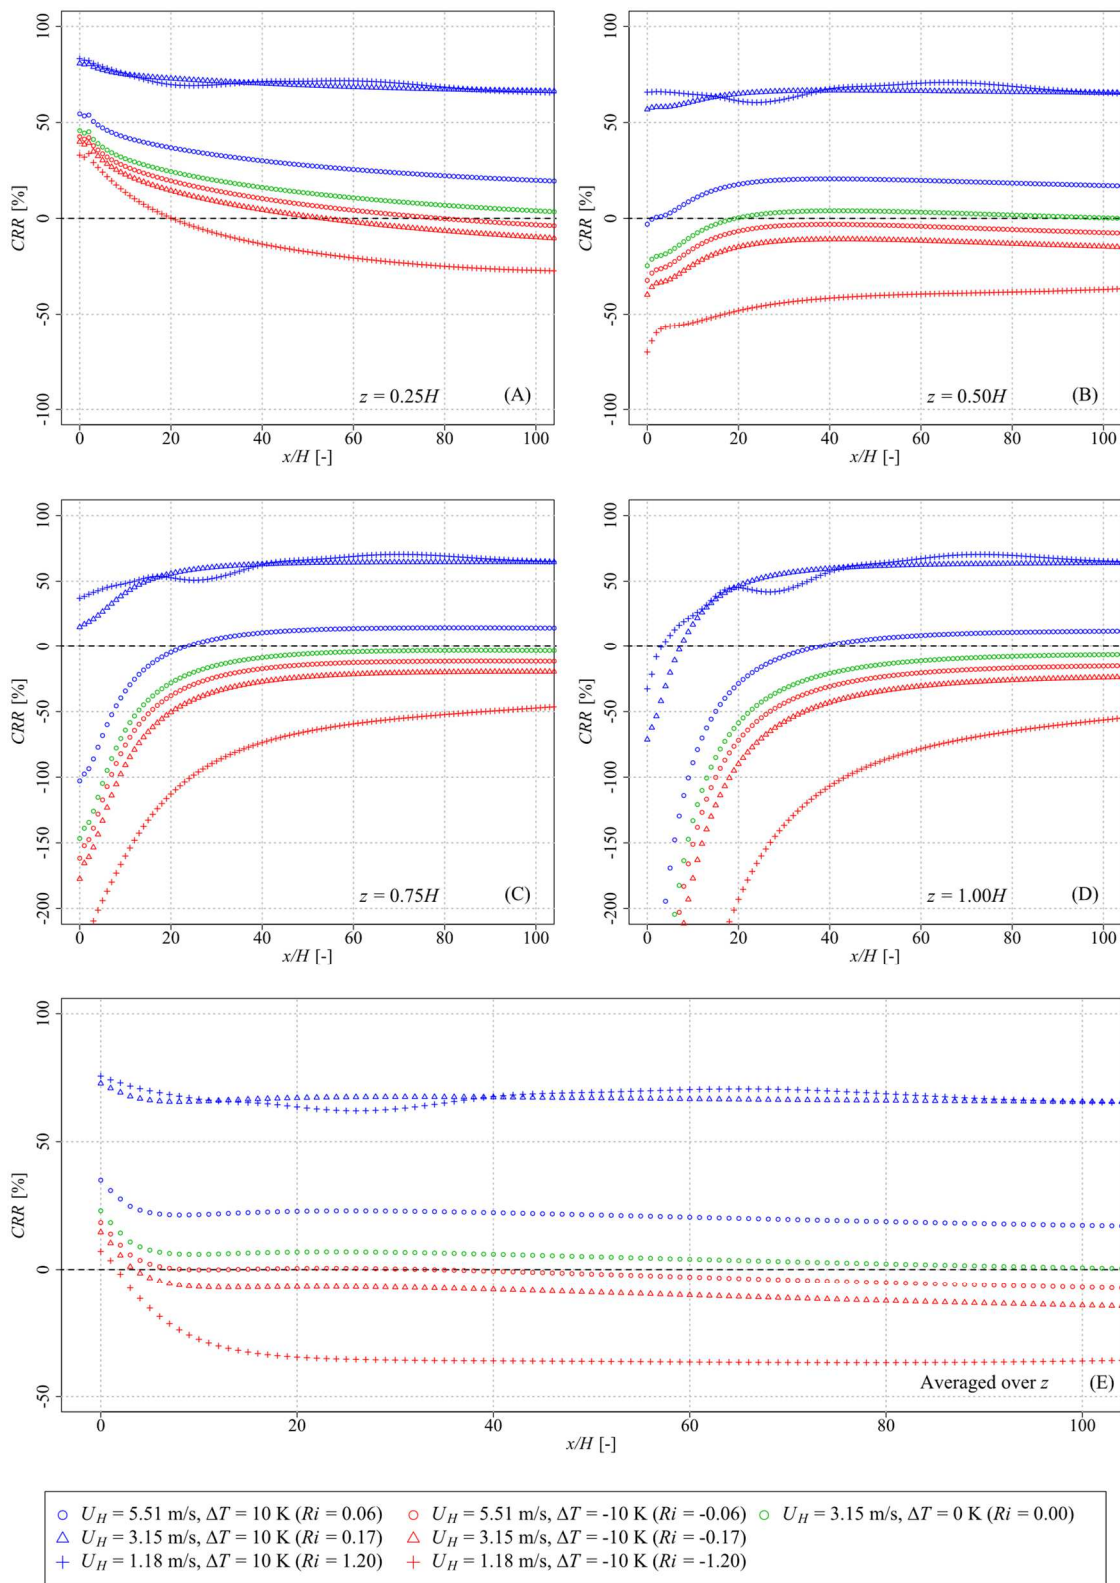 100
50
0
-50
-100
CRR [%]
z = 0.25H
(A)
0
20
40
60
80
100
x/H [-]
100
50
0
-50
-100
CRR [%]
z = 0.50H
(B)
0
20
40
60
80
100
x/H [-]
100
50
0
-50
-100
-150
-200
CRR [%]
z = 0.75H
(C)
0
20
40
60
80
100
x/H [-]
100
50
0
-50
-100
-150
-200
CRR [%]
z = 1.00H
(D)
0
20
40
60
80
100
x/H [-]
100
50
0
-50
CRR [%]
Averaged over z
(E)
0
20
40
60
80
100
x/H [-]
U_H = 5.51 m/s, ΔT = 10 K (Ri = 0.06)
U_H = 5.51 m/s, ΔT = -10 K (Ri = -0.06)
U_H = 3.15 m/s, ΔT = 0 K (Ri = 0.00)
U_H = 3.15 m/s, ΔT = 10 K (Ri = 0.17)
U_H = 3.15 m/s, ΔT = -10 K (Ri = -0.17)
U_H = 1.18 m/s, ΔT = 10 K (Ri = 1.20)
U_H = 1.18 m/s, ΔT = -10 K (Ri = -1.20)